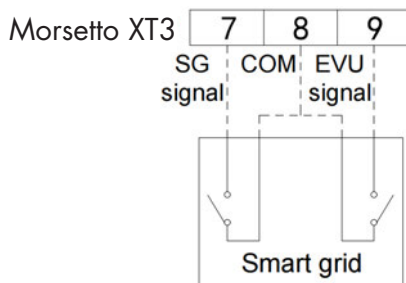 Morsetto XT3 7 8 9
SG COM EVU
signal signal
Smart grid